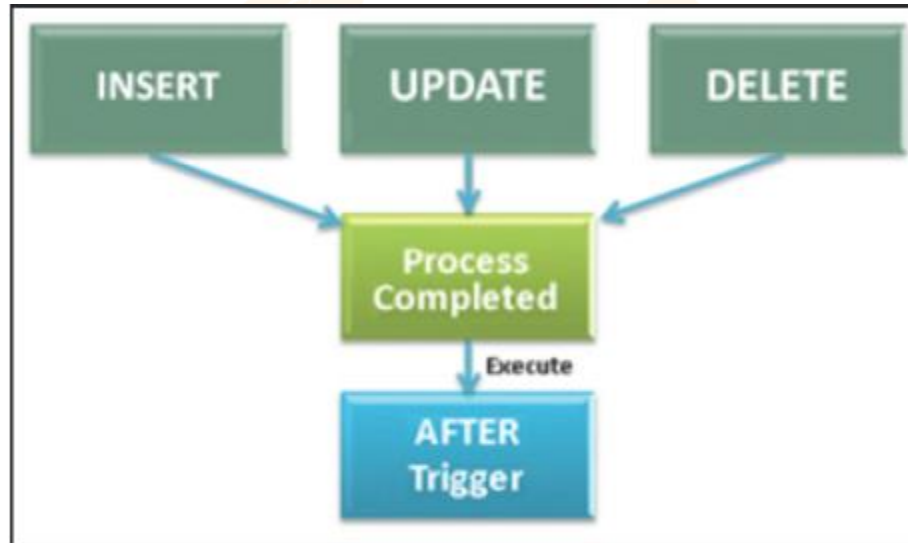 INSERT
UPDATE
DELETE
Process
Completed
Execute
AFTER
Trigger